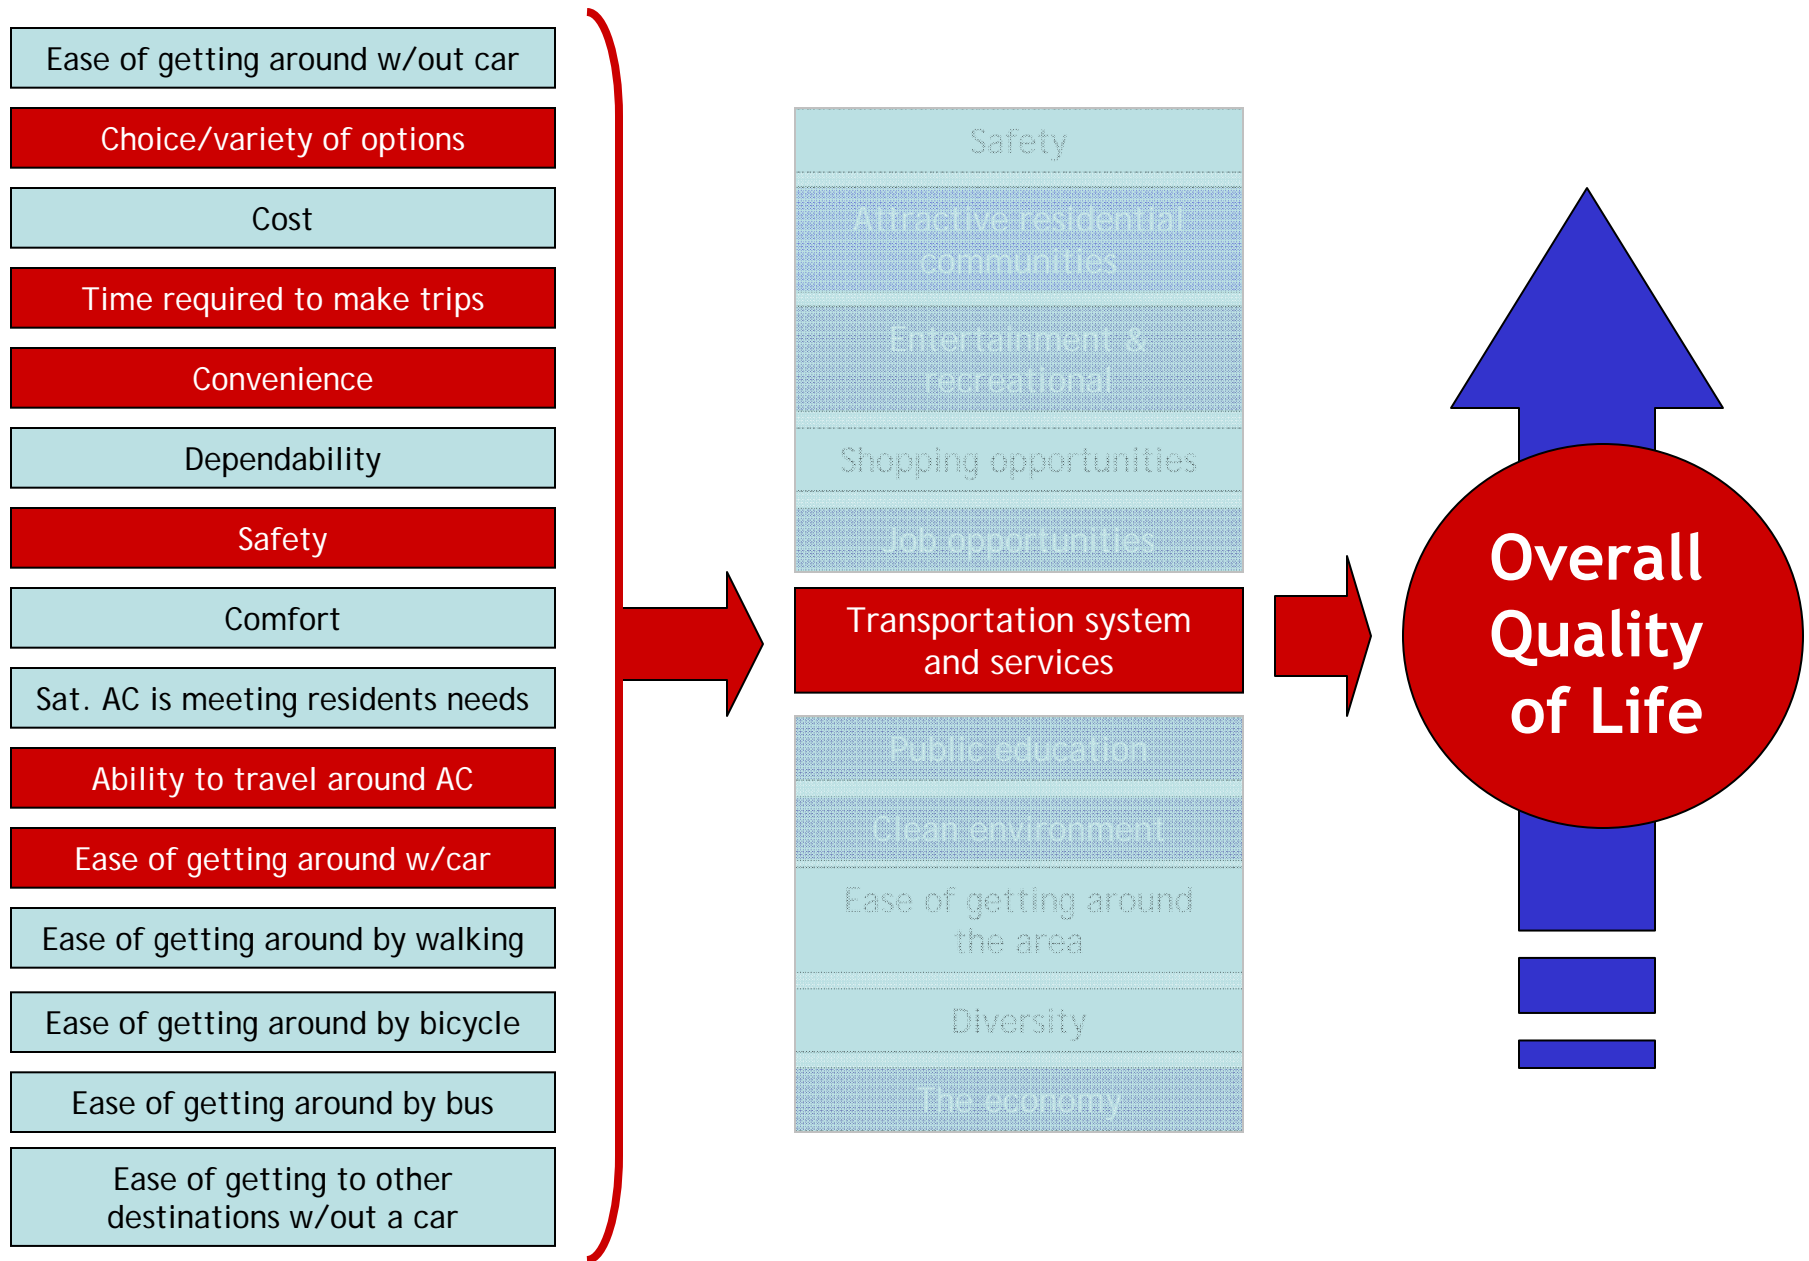 Ease of getting around w/out car
Choice/variety of options
Cost
Time required to make trips
Convenience
Dependability
Safety
Comfort
Sat. AC is meeting residents needs
Ability to travel around AC
Ease of getting around w/car
Ease of getting around by walking
Ease of getting around by bicycle
Ease of getting around by bus
Ease of getting to other
destinations w/out a car
Safety
Attractive residential
communities
Entertainment &
recreational
Shopping opportunities
Job opportunities
Transportation system
and services
Public education
Clean environment
Ease of getting around
the area
Diversity
The economy
Overall
Quality
of Life